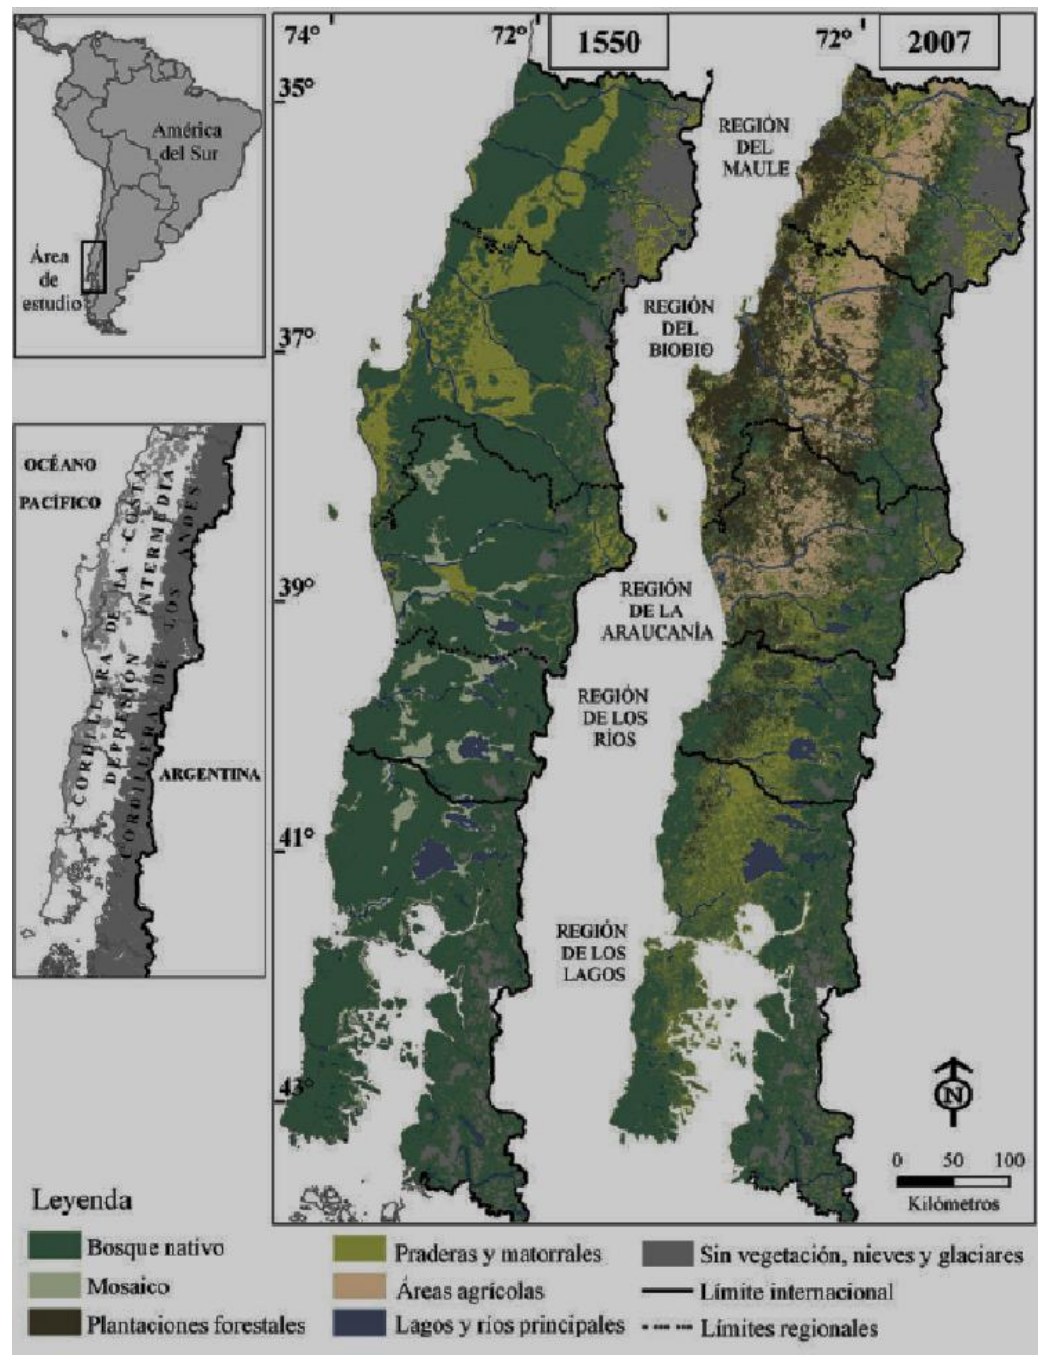 América
del Sur
Área
de
estudio
OCÉANO
PACÍFICO
CORDILLERA DE LA COSTA
DEPRESIÓN INTERMEDIA
CORDILLERA DE LOS ANDES
ARGENTINA
74°
72°
1550
72°
2007
35°
37°
39°
41°
43°
REGIÓN
DEL
MAULE
REGIÓN
DEL
BIOBIO
REGIÓN
DE LA
ARAUCANÍA
REGIÓN
DE LOS
RÍOS
REGIÓN
DE LOS
LAGOS
N
0 50 100
Kilómetros
Leyenda
Bosque nativo
Mosaico
Plantaciones forestales
Praderas y matorrales
Áreas agrícolas
Lagos y ríos principales
Sin vegetación, nieves y glaciares
Límite internacional
Límites regionales